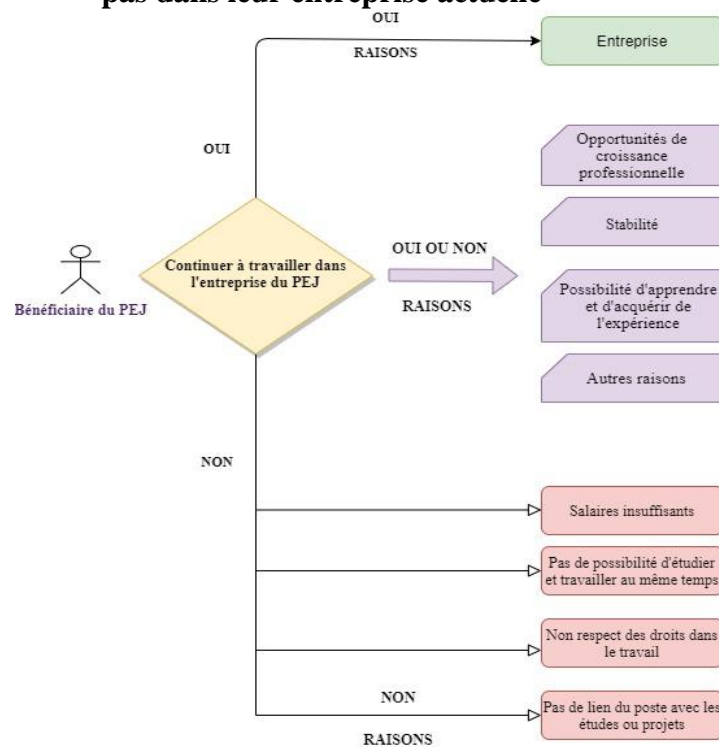 pas dans leur entreprise actuelle
OUI
RAISONS
Entreprise
OUI
Opportunités de
croissance
professionnelle
Stabilité
Continuer à travailler dans
l'entreprise du PEJ
OUI OU NON
RAISONS
Bénéficiaire du PEJ
Possibilité d'apprendre
et d'acquérir de
l'expérience
Autres raisons
NON
Salaires insuffisants
Pas de possibilité d'étudier
et travailler au même temps
Non respect des droits dans
le travail
NON
RAISONS
Pas de lien du poste avec les
études ou projets